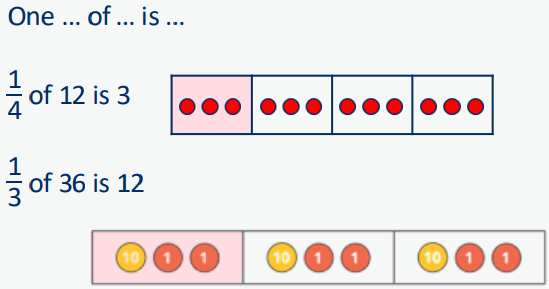 One ... of ... is ...
1/4 of 12 is 3
1/3 of 36 is 12
10 1 1 10 1 1 10 1 1